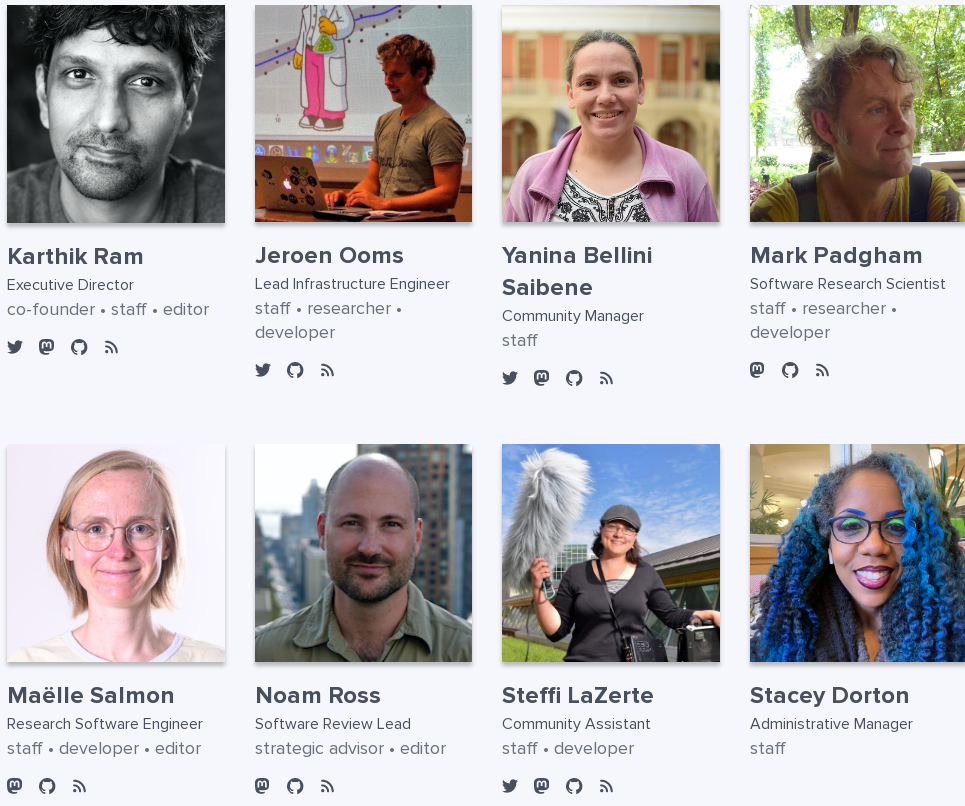 Karthik Ram
Executive Director
co-founder • staff • editor
Jeroen Ooms
Lead Infrastructure Engineer
staff • researcher •
developer
Yanina Bellini
Saibene
Community Manager
staff
Mark Padgham
Software Research Scientist
staff • researcher •
developer
Maëlle Salmon
Research Software Engineer
staff • developer • editor
Noam Ross
Software Review Lead
strategic advisor • editor
Steffi LaZerte
Community Assistant
staff • developer
Stacey Dorton
Administrative Manager
staff